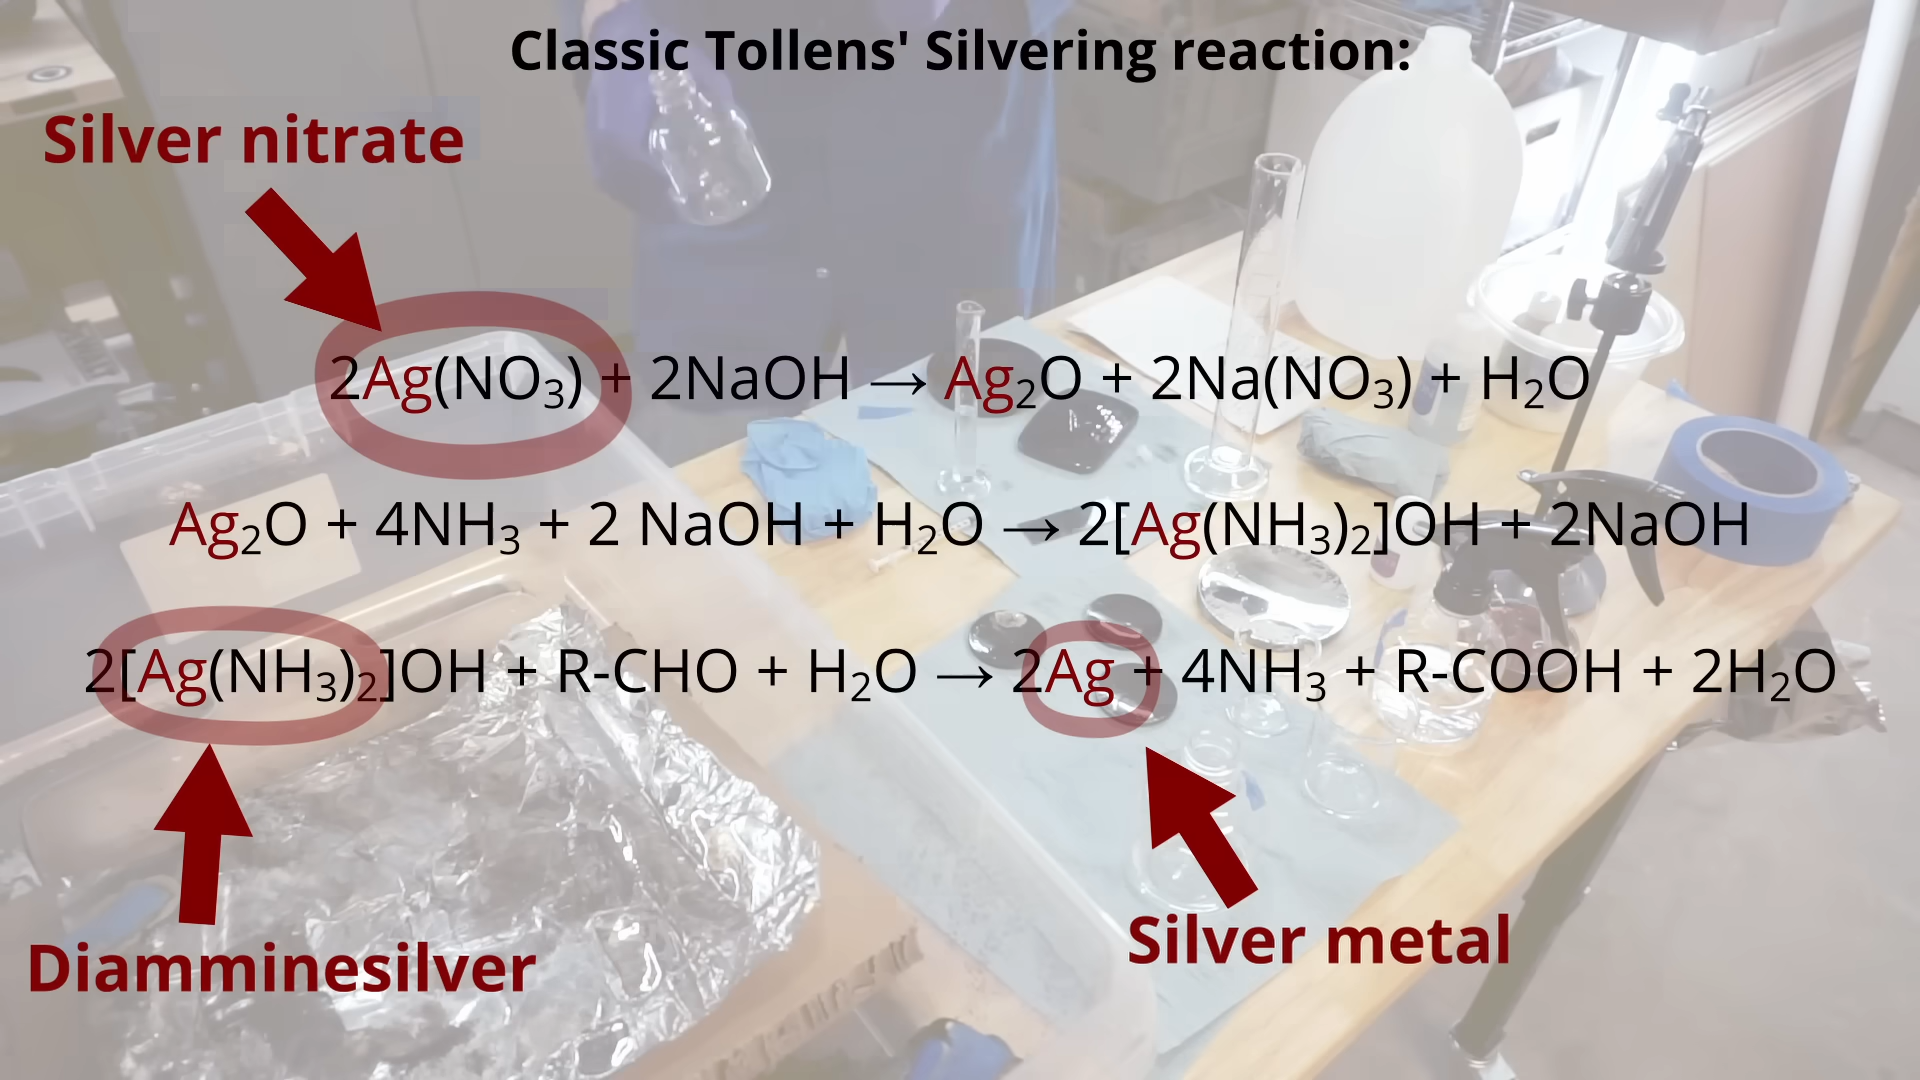 Classic Tollens' Silvering reaction:
Silver nitrate
2Ag(NO₃) + 2NaOH → Ag₂O + 2Na(NO₃) + H₂O
Ag₂O + 4NH₃ + 2 NaOH + H₂O → 2[Ag(NH₃)₂]OH + 2NaOH
2[Ag(NH₃)₂]OH + R-CHO + H₂O → 2Ag + 4NH₃ + R-COOH + 2H₂O
Diamminesilver
Silver metal